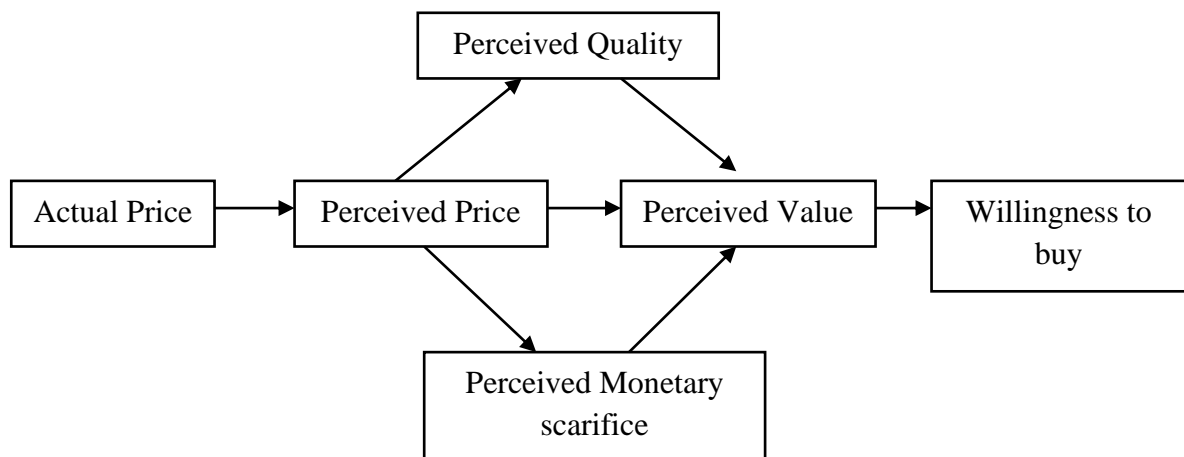 Perceived Quality
Actual Price
Perceived Price
Perceived Value
Willingness to
buy
Perceived Monetary
scarifice